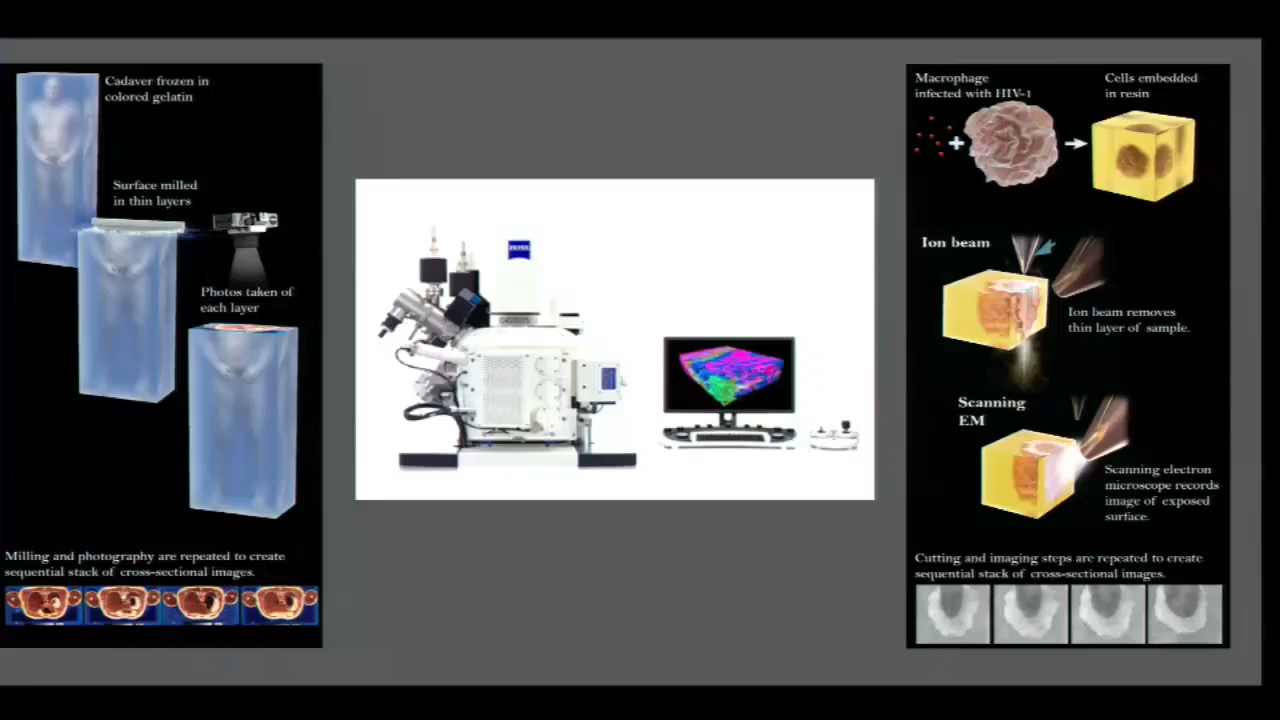 Cadaver frozen in
colored gelatin
Surface milled
in thin layers
Photos taken of
each layer
Milling and photography are repeated to create
sequential stack of cross-sectional images.
ZEISS
Macrophage
infected with HIV-1
Cells embedded
in resin
Ion beam
Ion beam removes
thin layer of sample.
Scanning
EM
Scanning electron
microscope records
image of exposed
surface.
Cutting and imaging steps are repeated to create
sequential stack of cross-sectional images.